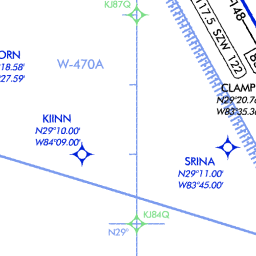 KJ87Q
148
117.5 SZW 122
ORN
18.58'
27.59'
W-470A
CLAMP
N29°20.7
W83°35.3
KIINN
N29°10.00'
W84°09.00'
SRINA
N29°11.00'
W83°45.00'
KJ84Q
N29°